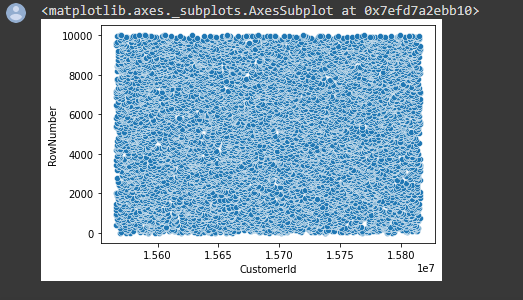 <matplotlib.axes._subplots.AxesSubplot at 0x7efd7a2ebb10>
10000
8000
6000
4000
2000
0
RowNumber
1.560 1.565 1.570 1.575 1.580
1e7
CustomerId